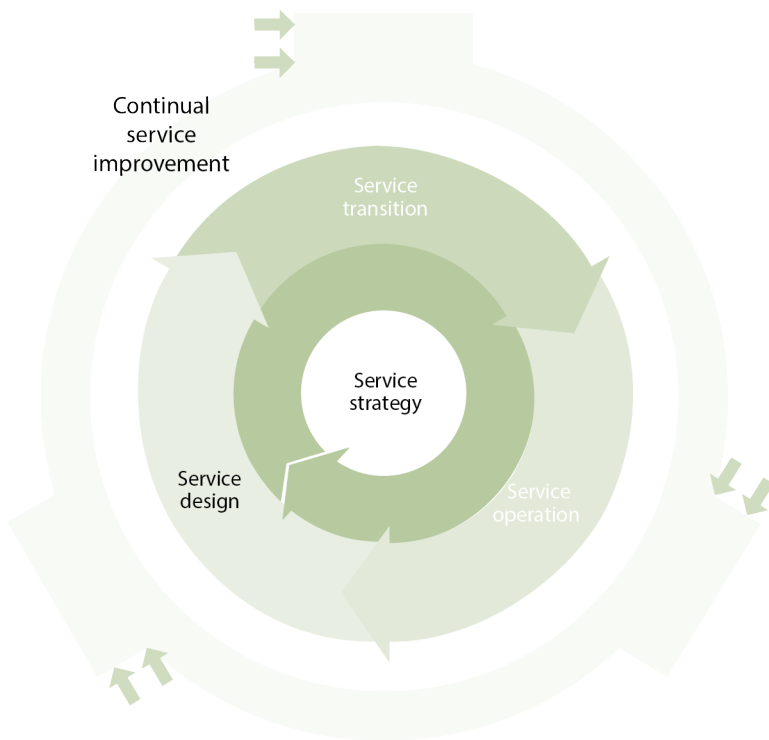 Continual
service
improvement
Service
transition
Service
strategy
Service
design
Service
operation